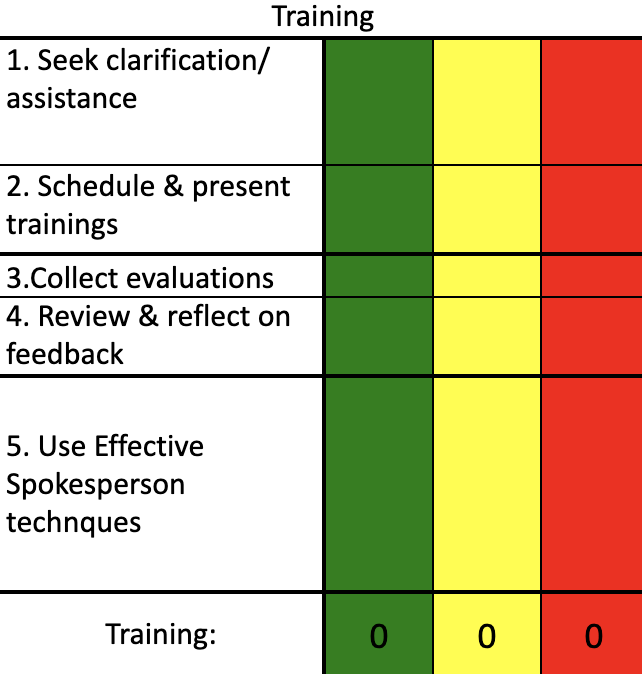 Training
1. Seek clarification/
assistance
2. Schedule & present
trainings
3.Collect evaluations
4. Review & reflect on
feedback
5. Use Effective
Spokesperson
technques
Training: 0 0 0